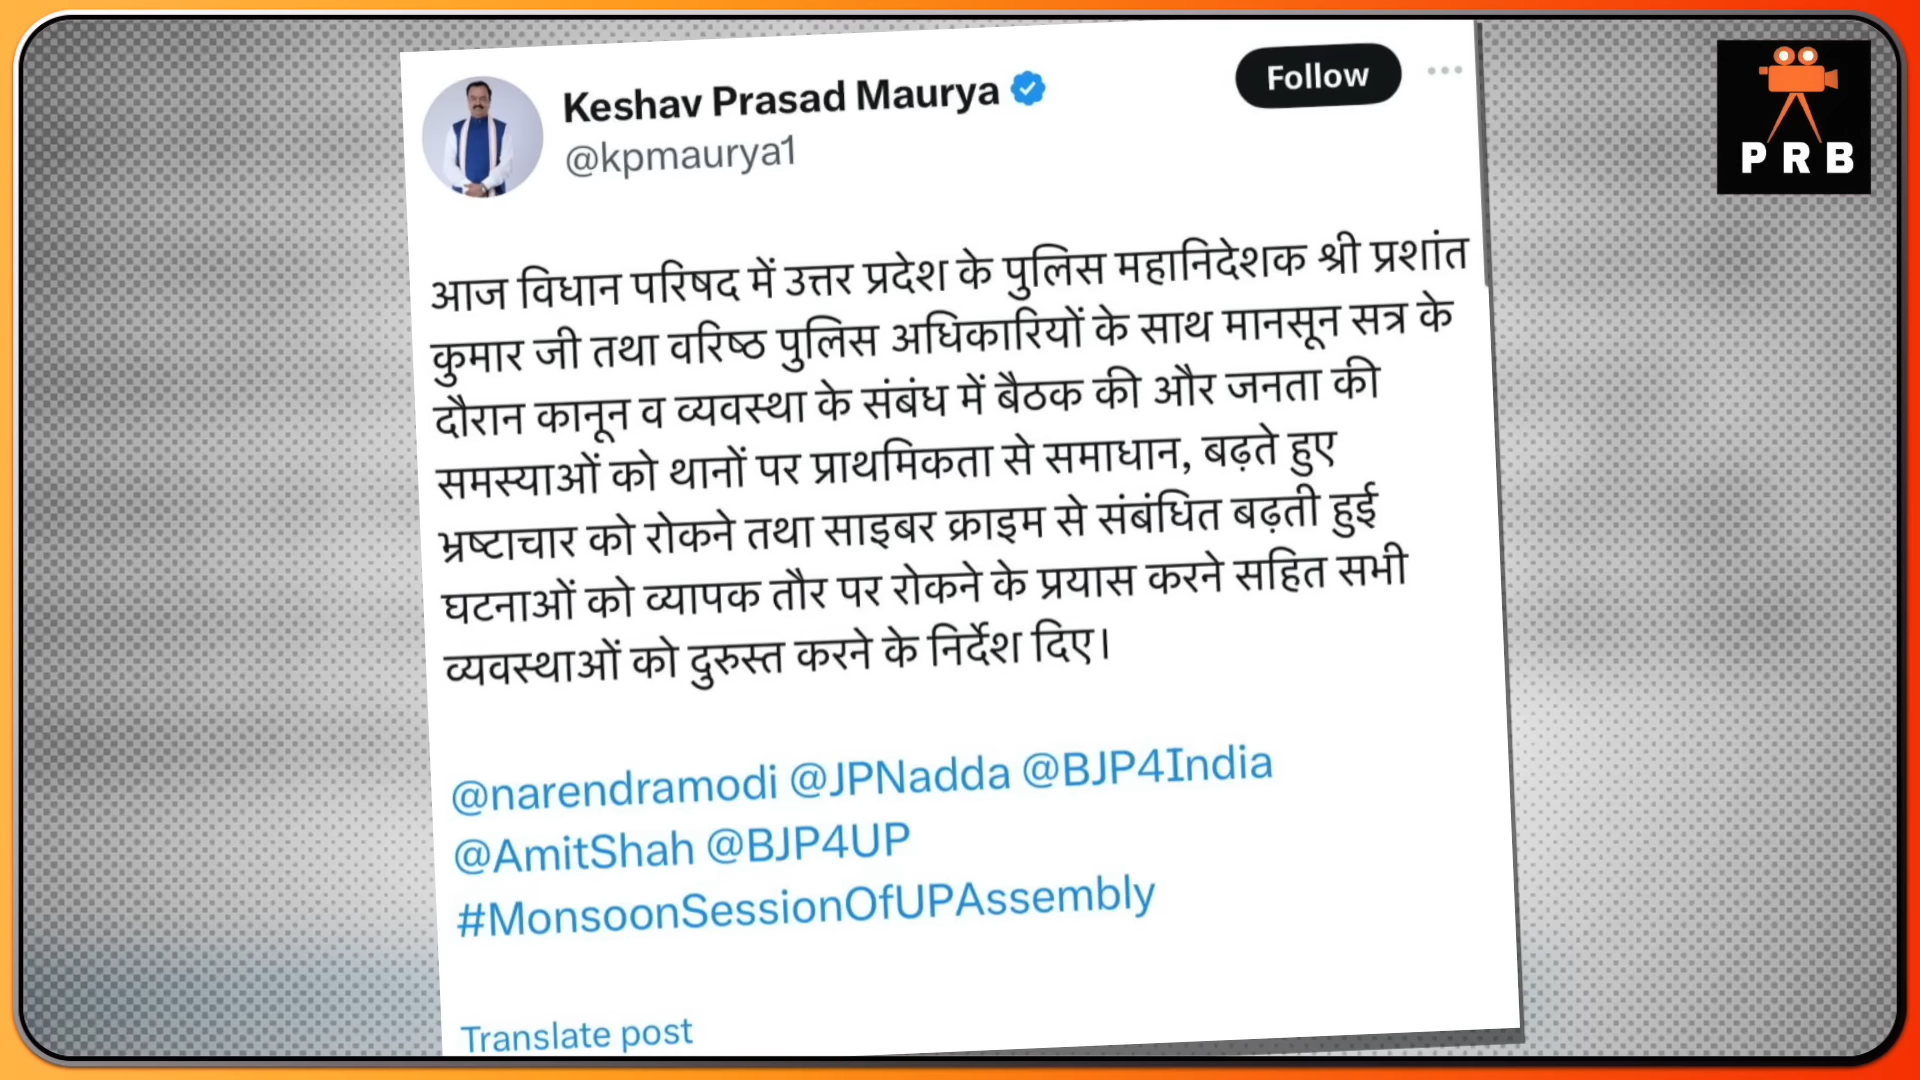 Keshav Prasad Maurya
Follow
@kpmaurya1
P R B
आज विधान परिषद में उत्तर प्रदेश के पुलिस महानिदेशक श्री प्रशांत
कुमार जी तथा वरिष्ठ पुलिस अधिकारियों के साथ मानसून सत्र के
दौरान कानून व व्यवस्था के संबंध में बैठक की और जनता की
समस्याओं को थानों पर प्राथमिकता से समाधान, बढ़ते हुए
भ्रष्टाचार को रोकने तथा साइबर क्राइम से संबंधित बढ़ती हुई
घटनाओं को व्यापक तौर पर रोकने के प्रयास करने सहित सभी
व्यवस्थाओं को दुरुस्त करने के निर्देश दिए।
@narendramodi @JPNadda @BJP4India
@AmitShah @BJP4UP
#MonsoonSessionOfUPAssembly
Translate post